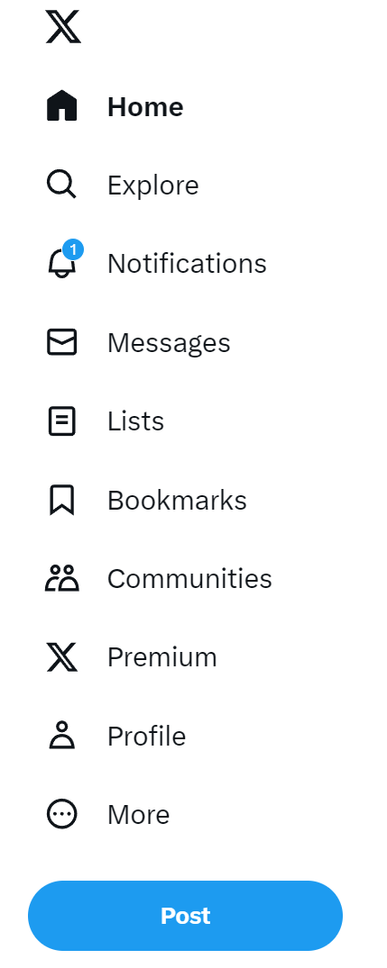 Home
Explore
1
Notifications
Messages
Lists
Bookmarks
Communities
Premium
Profile
More
Post